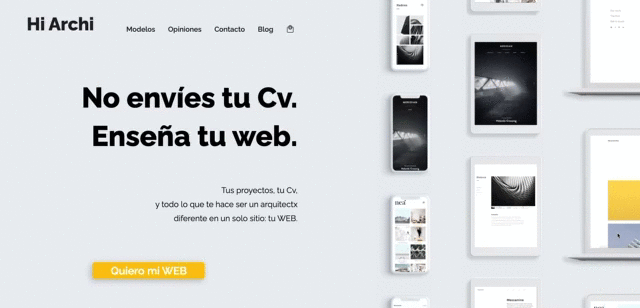 Hi Archi
Modelos
Opiniones
Contacto
Blog
No envíes tu Cv.
Enseña tu web.
Tus proyectos, tu Cv,
y todo lo que te hace ser un arquitectx
diferente en un solo sitio: tu WEB.
Quiero mi WEB